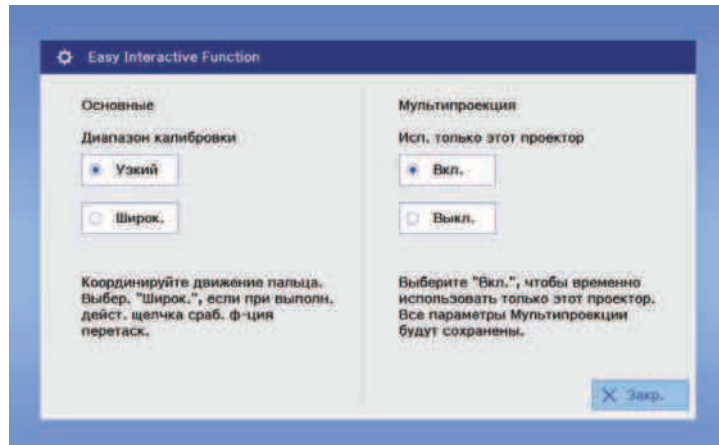 Easy Interactive Function
Основные
Диапазон калибровки
Узкий
Широк.
Координируйте движение пальца.
Выбер. "Широк.", если при выполн.
дейст. щелчка сраб. ф-ция
перетаск.
Мультипроекция
Исп. только этот проектор
Вкл.
Выкл.
Выберите "Вкл.", чтобы временно
использовать только этот проектор.
Все параметры Мультипроекции
будут сохранены.
Закр.